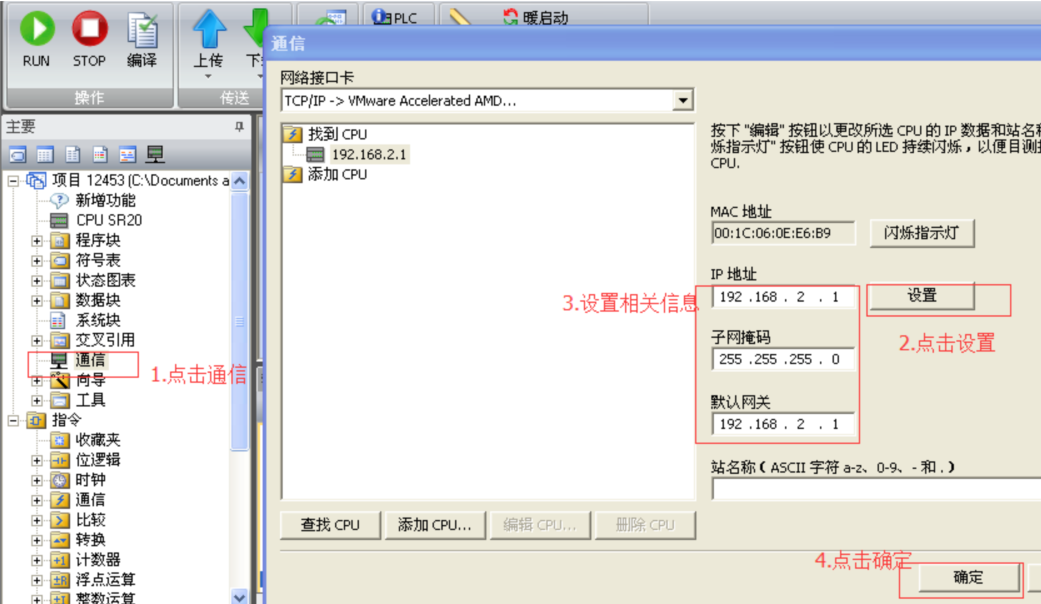 PLC
暖启动
RUN
STOP
编译
上传
操作
传送
通信
网络接口卡
TCP/IP -> VMware Accelerated AMD...
主要
项目 12453 (C:\Documents a
新增功能
CPU SR20
程序块
符号表
状态图表
数据块
系统块
交叉引用
通信
向导
工具
指令
收藏夹
位逻辑
时钟
通信
比较
转换
计数器
浮点运算
整数运算
1.点击通信
找到 CPU
192.168.2.1
添加 CPU
按下 "编辑" 按钮以更改所选 CPU 的 IP 数据和站名
烁指示灯" 按钮使 CPU 的 LED 持续闪烁，以便目测
CPU.
MAC 地址
00:1C:06:0E:E6:B9
闪烁指示灯
IP 地址
192 .168 . 2 . 1
设置
3.设置相关信息
2.点击设置
子网掩码
255 .255 .255 . 0
默认网关
192 .168 . 2 . 1
站名称 ( ASCII 字符 a-z、0-9、- 和 . )
查找 CPU
添加 CPU...
编辑 CPU...
删除 CPU
4.点击确定
确定